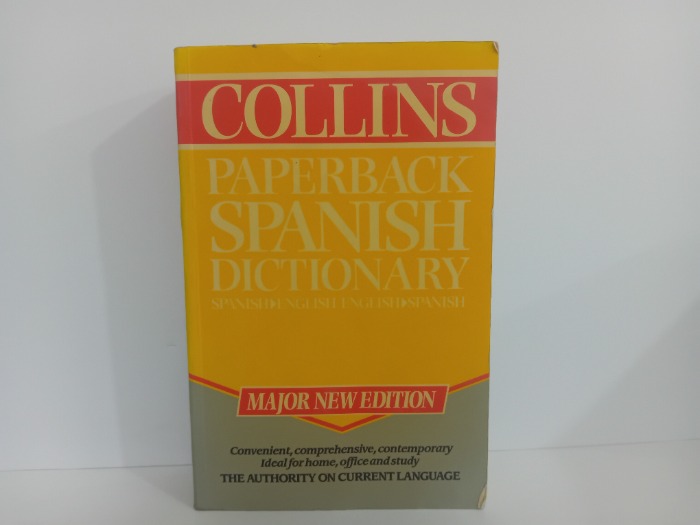 COLLINS
PAPERBACK
SPANISH
DICTIONARY
SPANISH▸ENGLISH ENGLISH▸SPANISH
MAJOR NEW EDITION
Convenient, comprehensive, contemporary
Ideal for home, office and study
THE AUTHORITY ON CURRENT LANGUAGE